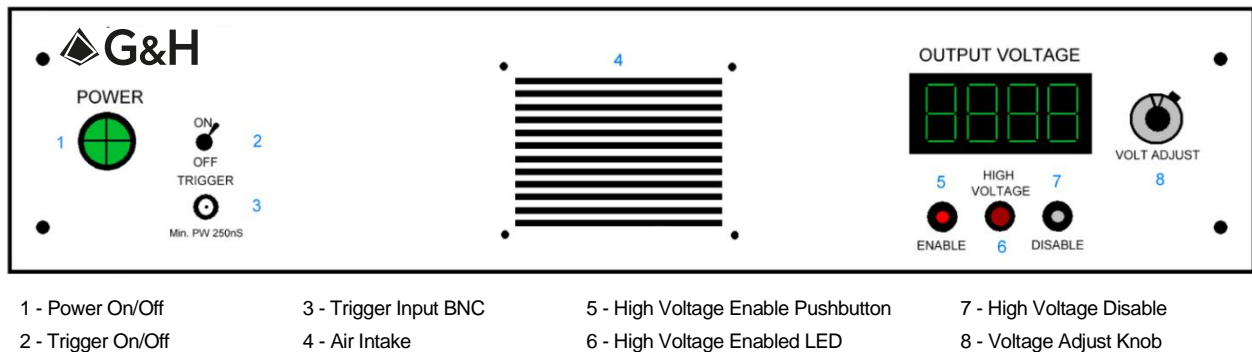 G&H
POWER
1
ON
OFF
2
TRIGGER
3
Min. PW 250nS
4
OUTPUT VOLTAGE
8888
VOLT ADJUST
8
5
HIGH
VOLTAGE
7
ENABLE
6
DISABLE
1 - Power On/Off
3 - Trigger Input BNC
5 - High Voltage Enable Pushbutton
7 - High Voltage Disable
2 - Trigger On/Off
4 - Air Intake
6 - High Voltage Enabled LED
8 - Voltage Adjust Knob